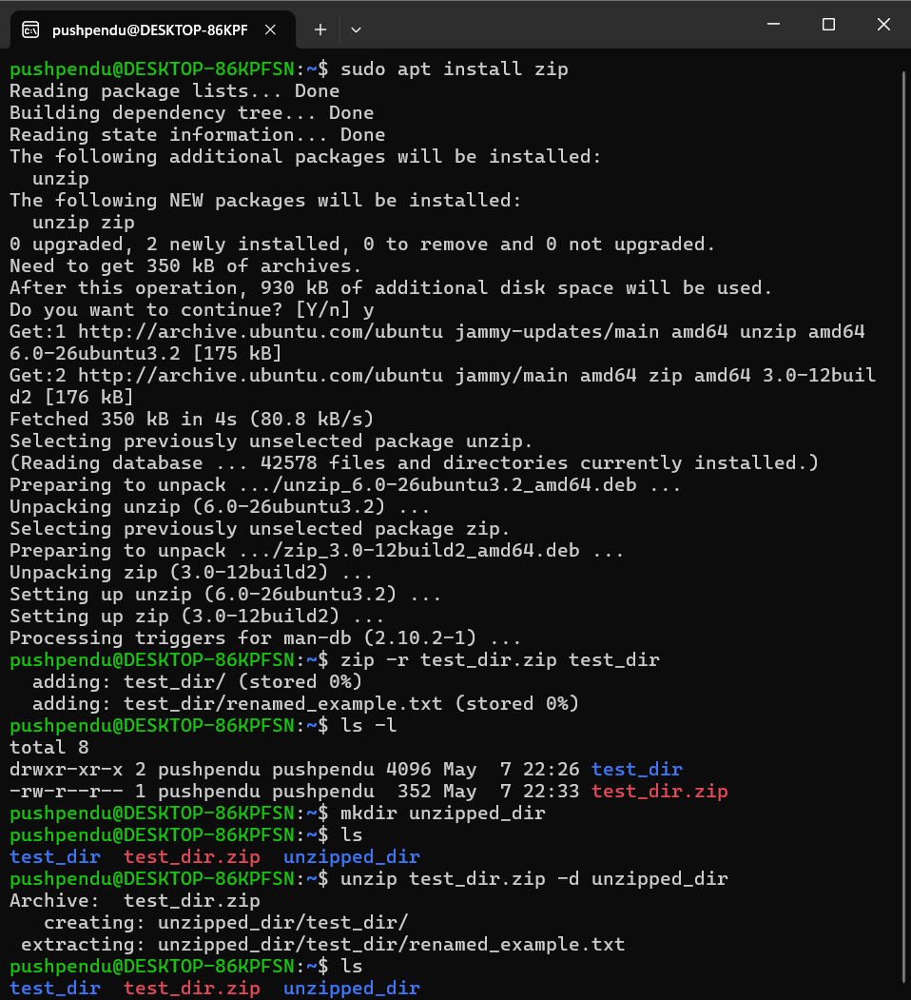 pushpendu@DESKTOP-86KPF
pushpendu@DESKTOP-86KPFSN:~$ sudo apt install zip
Reading package lists... Done
Building dependency tree... Done
Reading state information... Done
The following additional packages will be installed:
  unzip
The following NEW packages will be installed:
  unzip zip
0 upgraded, 2 newly installed, 0 to remove and 0 not upgraded.
Need to get 350 kB of archives.
After this operation, 930 kB of additional disk space will be used.
Do you want to continue? [Y/n] y
Get:1 http://archive.ubuntu.com/ubuntu jammy-updates/main amd64 unzip amd64
6.0-26ubuntu3.2 [175 kB]
Get:2 http://archive.ubuntu.com/ubuntu jammy/main amd64 zip amd64 3.0-12buil
d2 [176 kB]
Fetched 350 kB in 4s (80.8 kB/s)
Selecting previously unselected package unzip.
(Reading database ... 42578 files and directories currently installed.)
Preparing to unpack .../unzip_6.0-26ubuntu3.2_amd64.deb ...
Unpacking unzip (6.0-26ubuntu3.2) ...
Selecting previously unselected package zip.
Preparing to unpack .../zip_3.0-12build2_amd64.deb ...
Unpacking zip (3.0-12build2) ...
Setting up unzip (6.0-26ubuntu3.2) ...
Setting up zip (3.0-12build2) ...
Processing triggers for man-db (2.10.2-1) ...
pushpendu@DESKTOP-86KPFSN:~$ zip -r test_dir.zip test_dir
  adding: test_dir/ (stored 0%)
  adding: test_dir/renamed_example.txt (stored 0%)
pushpendu@DESKTOP-86KPFSN:~$ ls -l
total 8
drwxr-xr-x 2 pushpendu pushpendu 4096 May  7 22:26 test_dir
-rw-r--r-- 1 pushpendu pushpendu  352 May  7 22:33 test_dir.zip
pushpendu@DESKTOP-86KPFSN:~$ mkdir unzipped_dir
pushpendu@DESKTOP-86KPFSN:~$ ls
test_dir  test_dir.zip  unzipped_dir
pushpendu@DESKTOP-86KPFSN:~$ unzip test_dir.zip -d unzipped_dir
Archive:  test_dir.zip
   creating: unzipped_dir/test_dir/
 extracting: unzipped_dir/test_dir/renamed_example.txt
pushpendu@DESKTOP-86KPFSN:~$ ls
test_dir  test_dir.zip  unzipped_dir